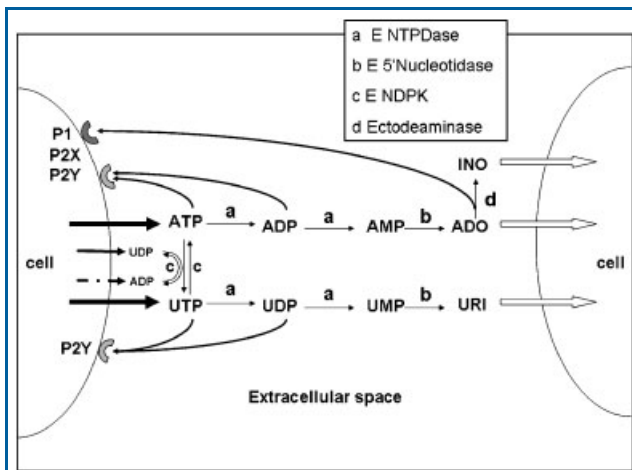 a E NTPDase
b E 5'Nucleotidase
c E NDPK
d Ectodeaminase
P1
P2X
P2Y
INO
d
ATP a ADP a AMP b ADO
cell UDP c c cell
ADP
UTP a UDP a UMP b URI
P2Y
Extracellular space